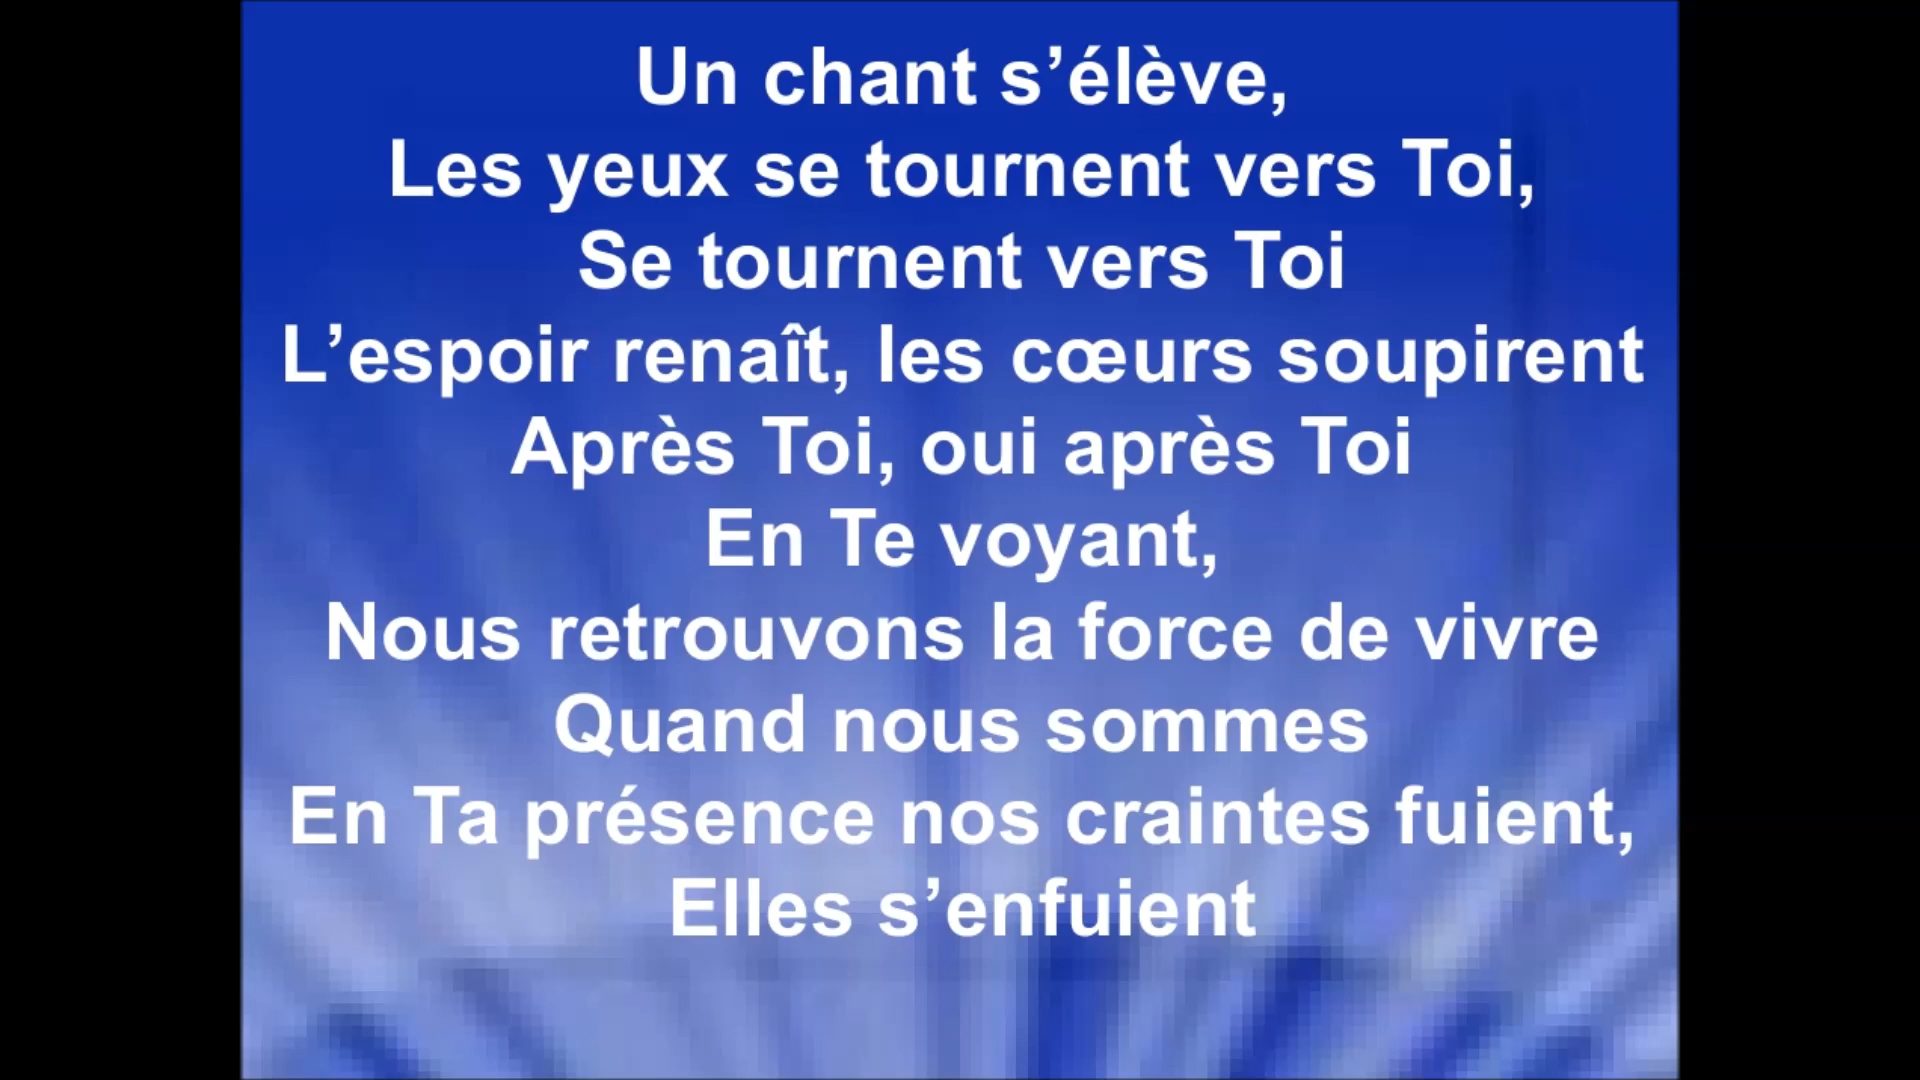 Un chant s’élève,
Les yeux se tournent vers Toi,
Se tournent vers Toi
L’espoir renaît, les cœurs soupirent
Après Toi, oui après Toi
En Te voyant,
Nous retrouvons la force de vivre
Quand nous sommes
En Ta présence nos craintes fuient,
Elles s’enfuient